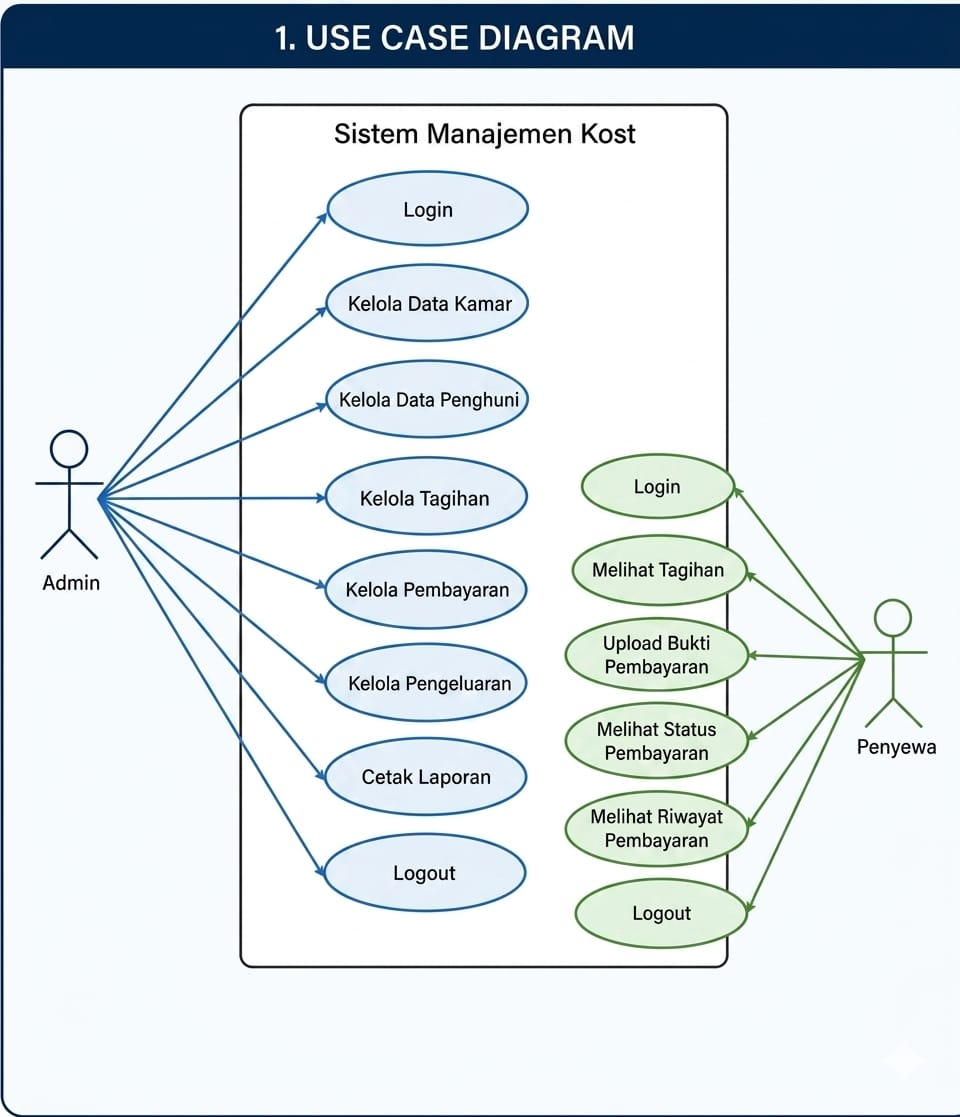 1. USE CASE DIAGRAM
Sistem Manajemen Kost
Login
Kelola Data Kamar
Kelola Data Penghuni
Kelola Tagihan
Kelola Pembayaran
Kelola Pengeluaran
Cetak Laporan
Logout
Admin
Login
Melihat Tagihan
Upload Bukti
Pembayaran
Melihat Status
Pembayaran
Melihat Riwayat
Pembayaran
Logout
Penyewa